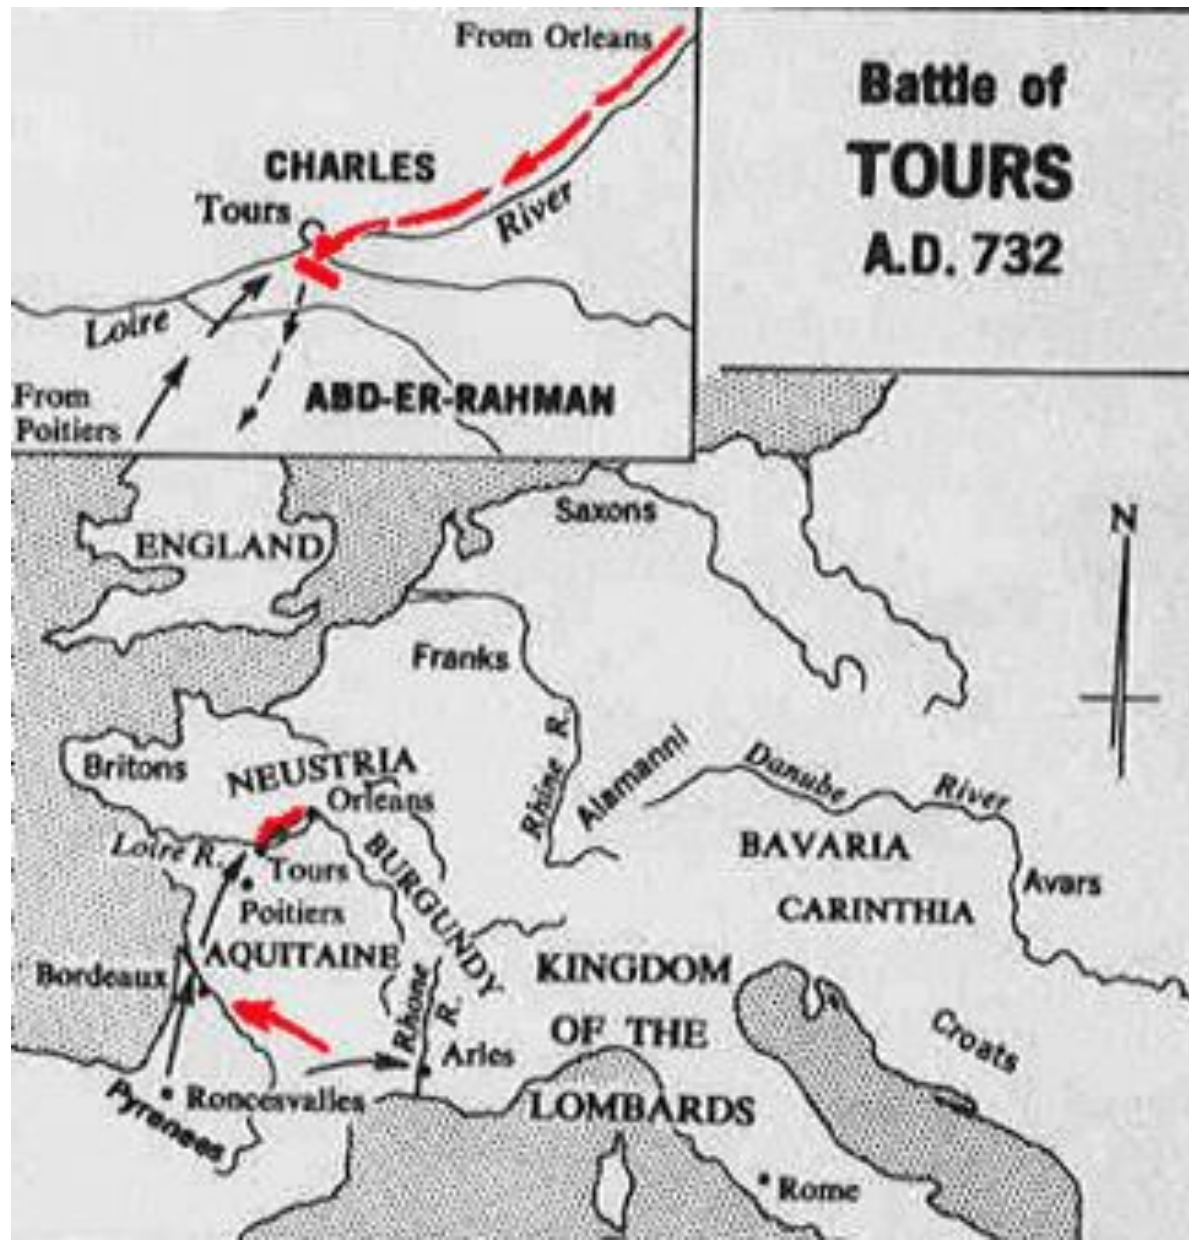 From Orleans
CHARLES
Tours
River
Loire
From
Poitiers
ABD-ER-RAHMAN
Battle of
TOURS
A.D. 732
N
ENGLAND
Saxons
Franks
Rhine R.
Alamanni
Danube River
Britons
NEUSTRIA
Orleans
Loire R.
Tours
Poitiers
BURGUNDY
BAVARIA
CARINTHIA
Avars
AQUITAINE
Bordeaux
Rhone R.
Arles
KINGDOM
OF THE
LOMBARDS
Croats
Roncesvalles
Pyrenees
Rome